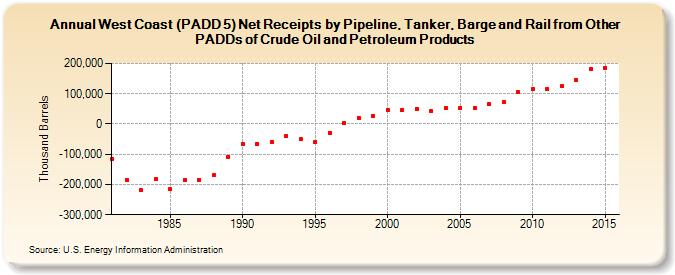 Annual West Coast (PADD 5) Net Receipts by Pipeline, Tanker, Barge and Rail from Other
PADDs of Crude Oil and Petroleum Products
Thousand Barrels
200,000
100,000
0
-100,000
-200,000
-300,000
1985 1990 1995 2000 2005 2010 2015
Source: U.S. Energy Information Administration